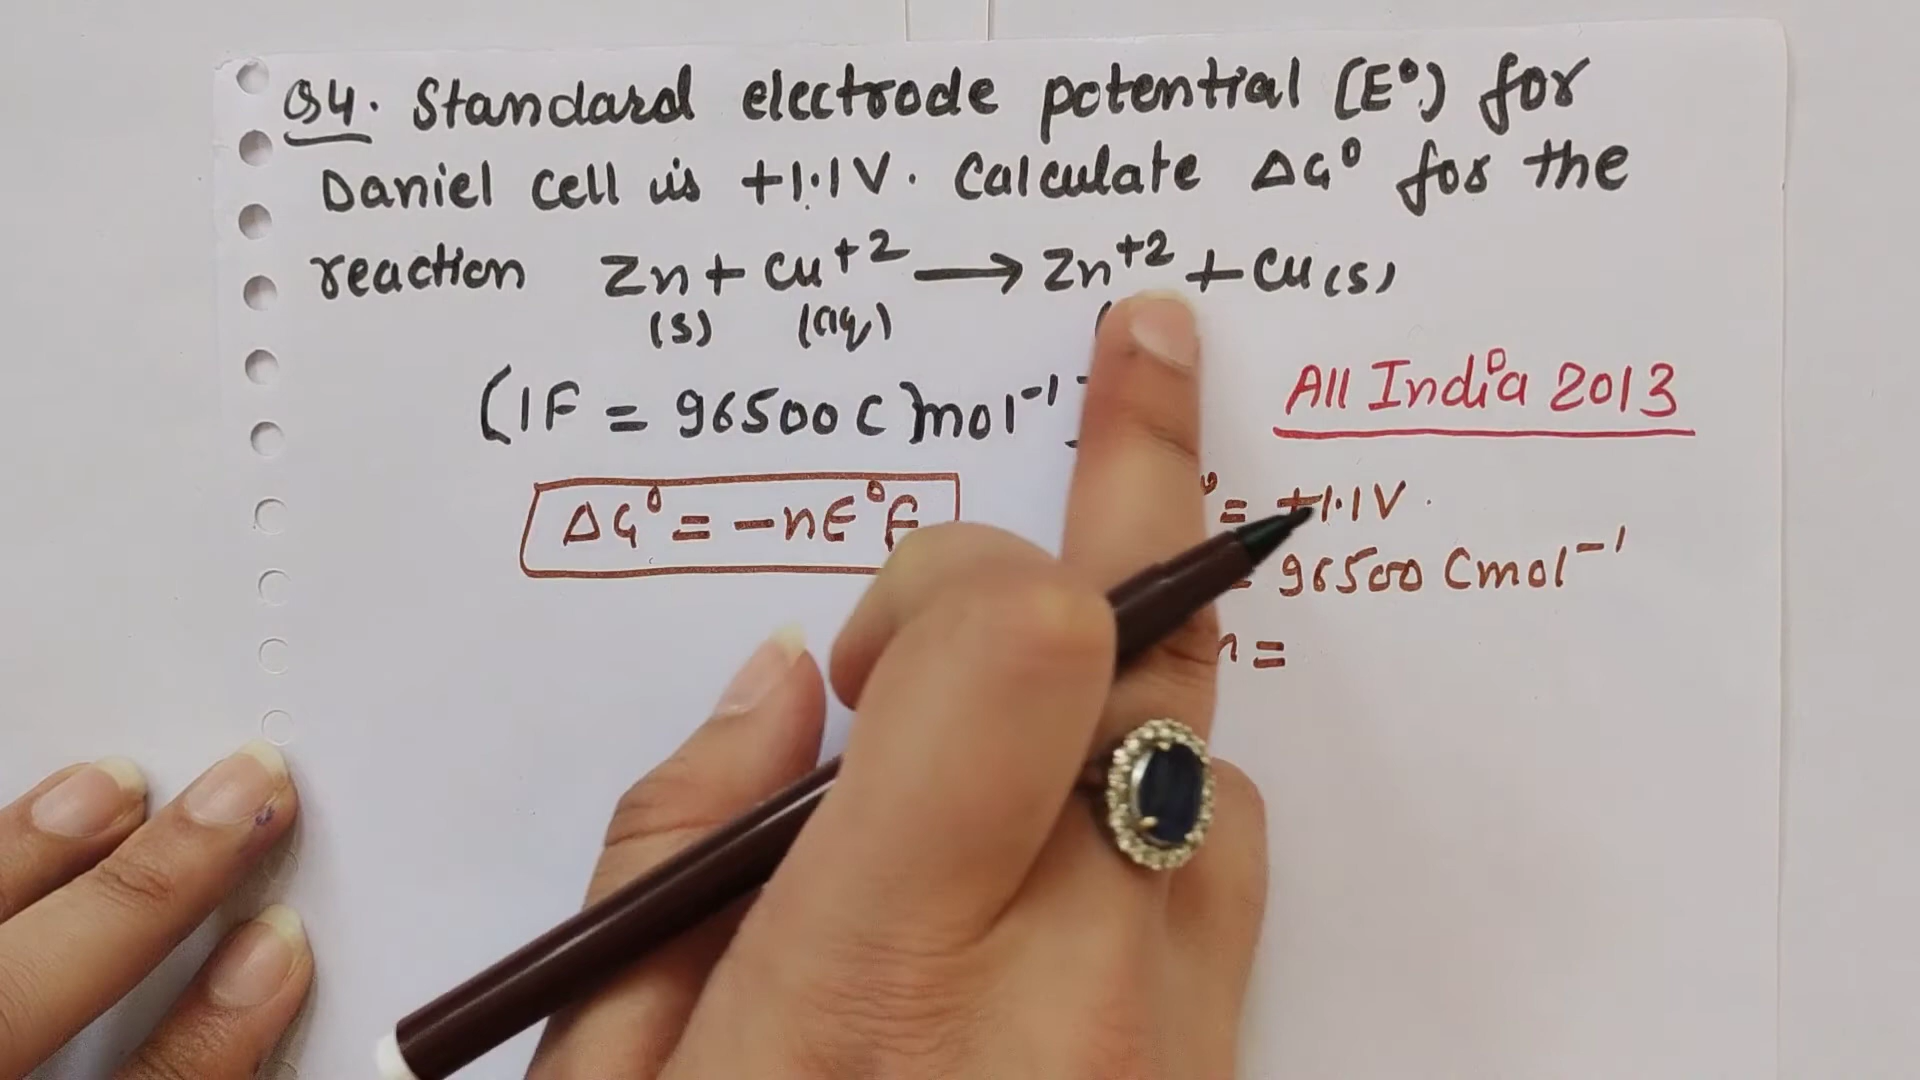 Q4. Standard electrode potential (E°) for
Daniel cell is +1.1V. Calculate ΔG° for the
reaction Zn + Cu+2 → Zn+2 + Cu(s)
(s) (aq) (
(1F = 96500 C mol-1)
All India 2013
ΔG° = -nE°F
° = +1.1V.
= 96500 Cmol-1
n =